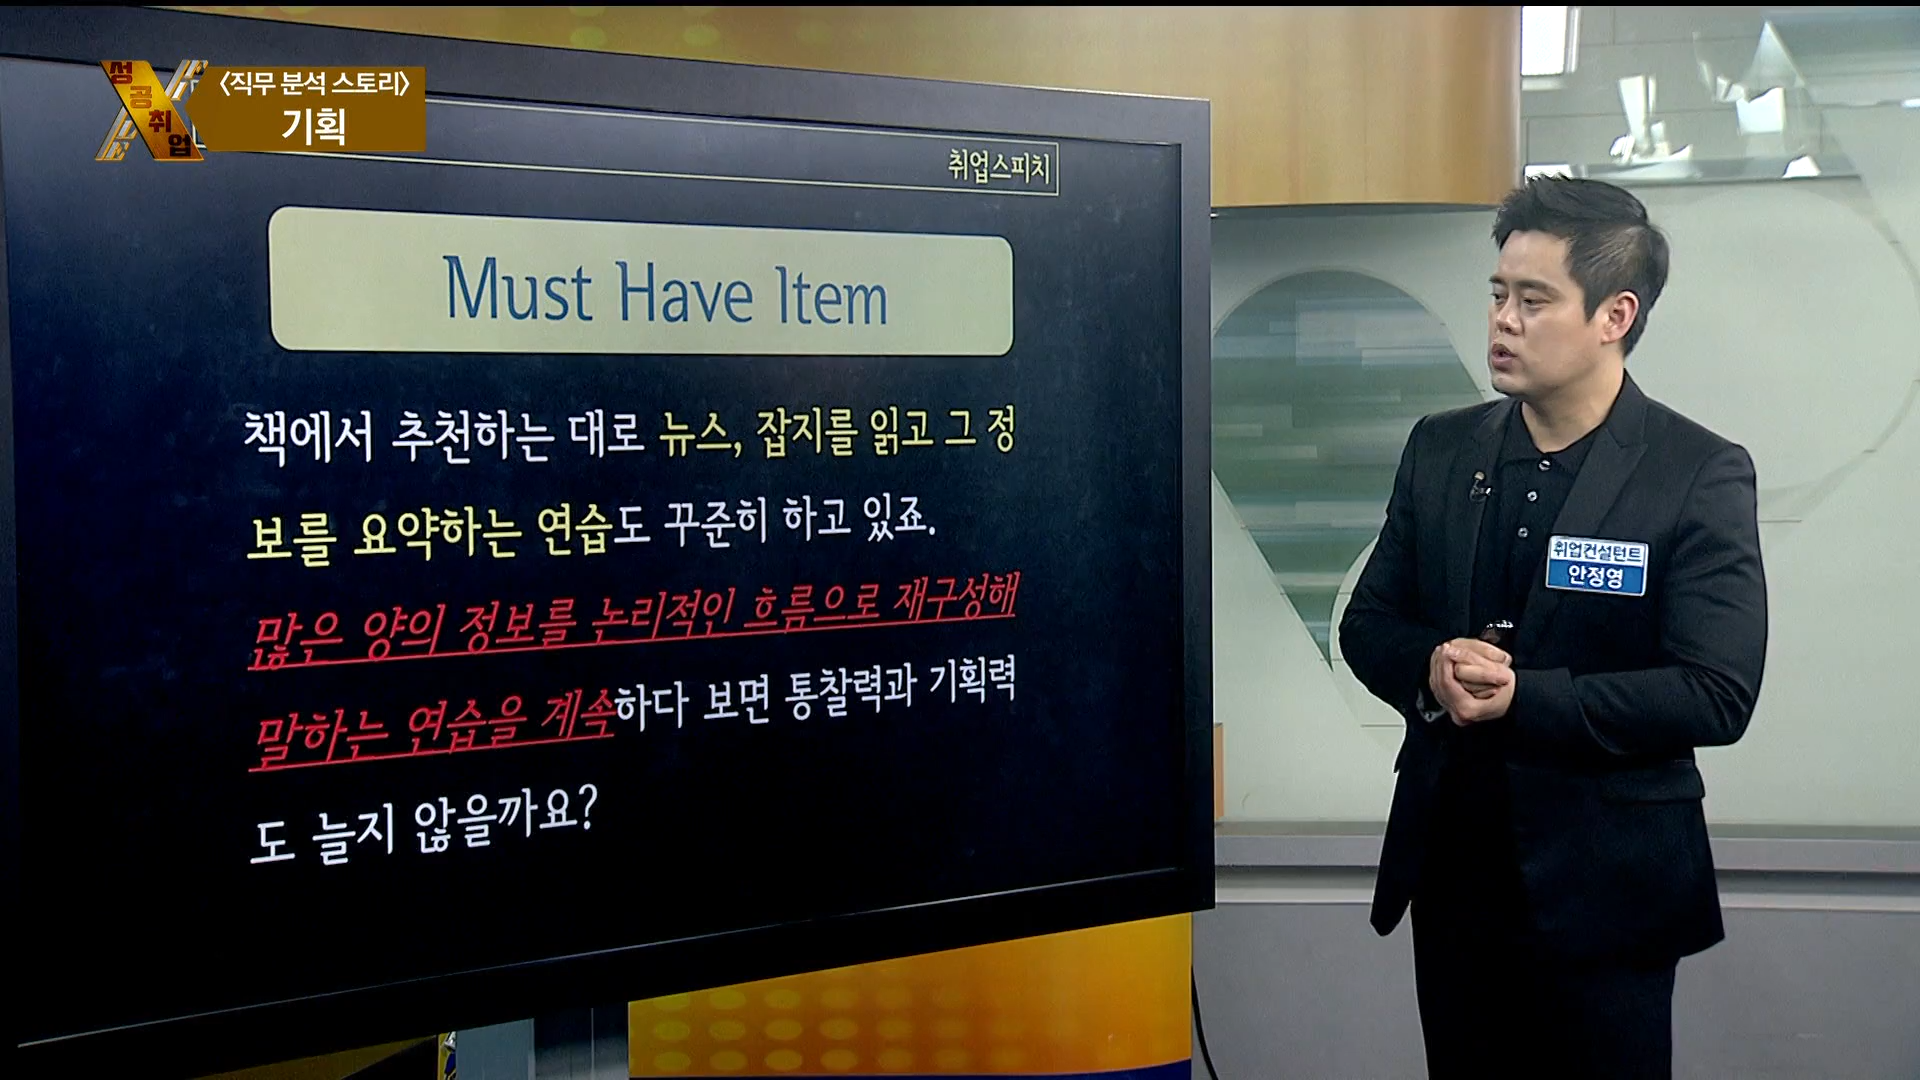 성공취업
<직무 분석 스토리>
기획
취업스피치
Must Have Item
책에서 추천하는 대로 뉴스, 잡지를 읽고 그 정
보를 요약하는 연습도 꾸준히 하고 있죠.
많은 양의 정보를 논리적인 흐름으로 재구성해
말하는 연습을 계속하다 보면 통찰력과 기획력
도 늘지 않을까요?
취업컨설턴트
안정영